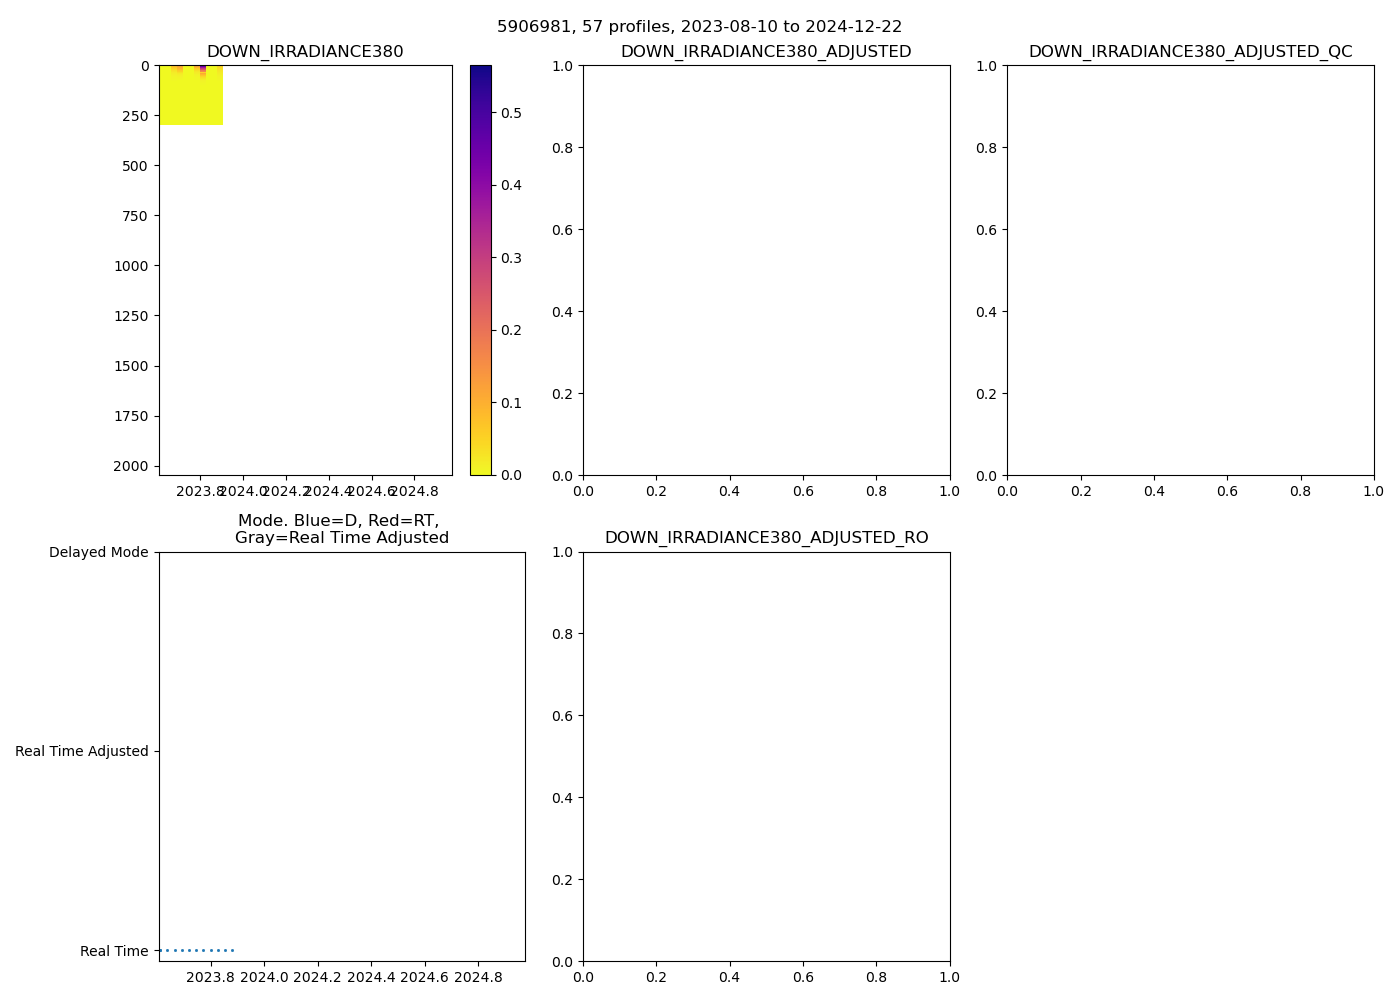 5906981, 57 profiles, 2023-08-10 to 2024-12-22
DOWN_IRRADIANCE380
0
250
500
750
1000
1250
1500
1750
2000
2023.8 2024.0 2024.2 2024.4 2024.6 2024.8
0.5
0.4
0.3
0.2
0.1
0.0
DOWN_IRRADIANCE380_ADJUSTED
1.0
0.8
0.6
0.4
0.2
0.0
0.0 0.2 0.4 0.6 0.8 1.0
DOWN_IRRADIANCE380_ADJUSTED_QC
1.0
0.8
0.6
0.4
0.2
0.0
0.0 0.2 0.4 0.6 0.8 1.0
Mode. Blue=D, Red=RT,
Gray=Real Time Adjusted
Delayed Mode
Real Time Adjusted
Real Time
2023.8 2024.0 2024.2 2024.4 2024.6 2024.8
DOWN_IRRADIANCE380_ADJUSTED_RO
1.0
0.8
0.6
0.4
0.2
0.0
0.0 0.2 0.4 0.6 0.8 1.0